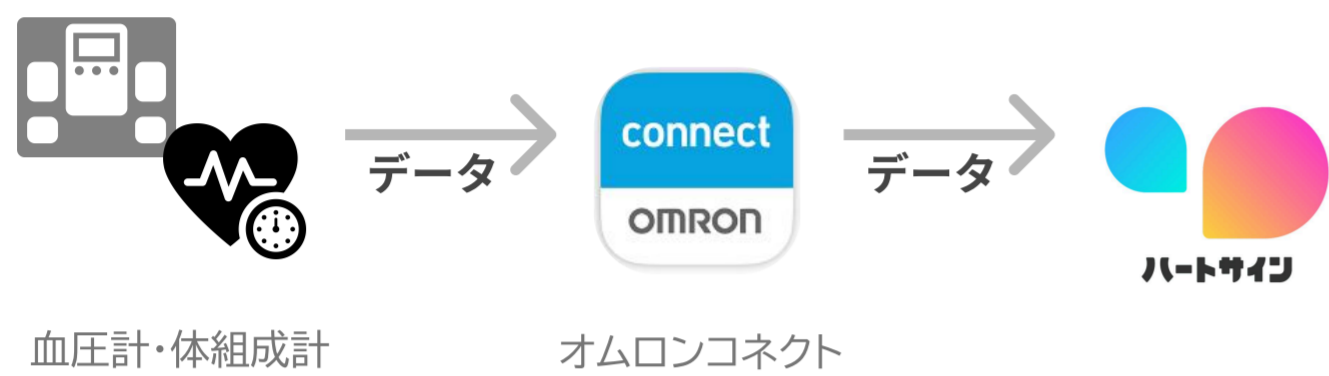 データ
connect
OMRON
データ
ハートサイン
血圧計・体組成計
オムロンコネクト